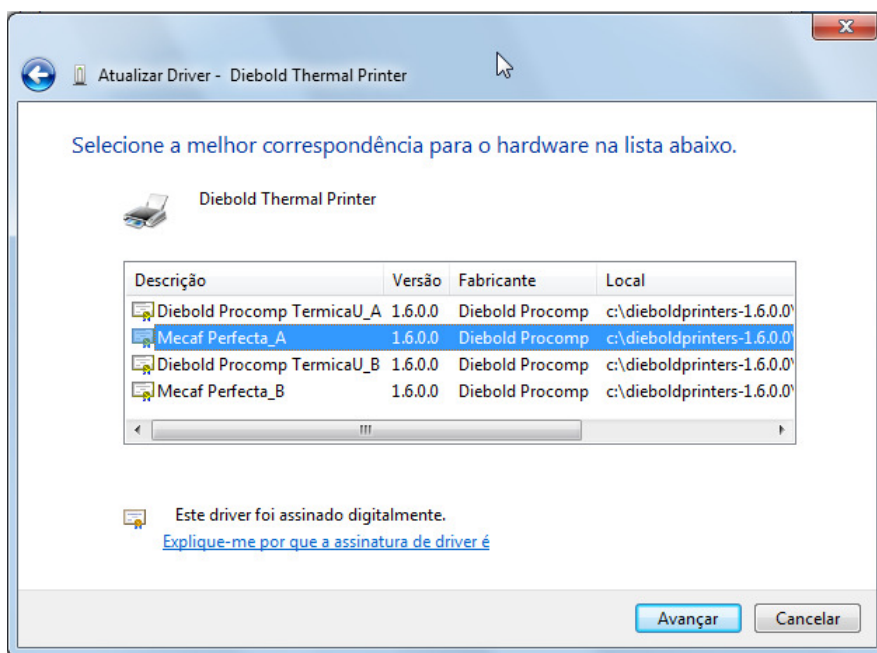 Atualizar Driver - Diebold Thermal Printer
Selecione a melhor correspondência para o hardware na lista abaixo.
Diebold Thermal Printer
Descrição Versão Fabricante Local
Diebold Procomp TermicaU_A 1.6.0.0 Diebold Procomp c:\dieboldprinters-1.6.0.0\
Mecaf Perfecta_A 1.6.0.0 Diebold Procomp c:\dieboldprinters-1.6.0.0\
Diebold Procomp TermicaU_B 1.6.0.0 Diebold Procomp c:\dieboldprinters-1.6.0.0\
Mecaf Perfecta_B 1.6.0.0 Diebold Procomp c:\dieboldprinters-1.6.0.0\
Este driver foi assinado digitalmente.
Explique-me por que a assinatura de driver é
Avançar Cancelar